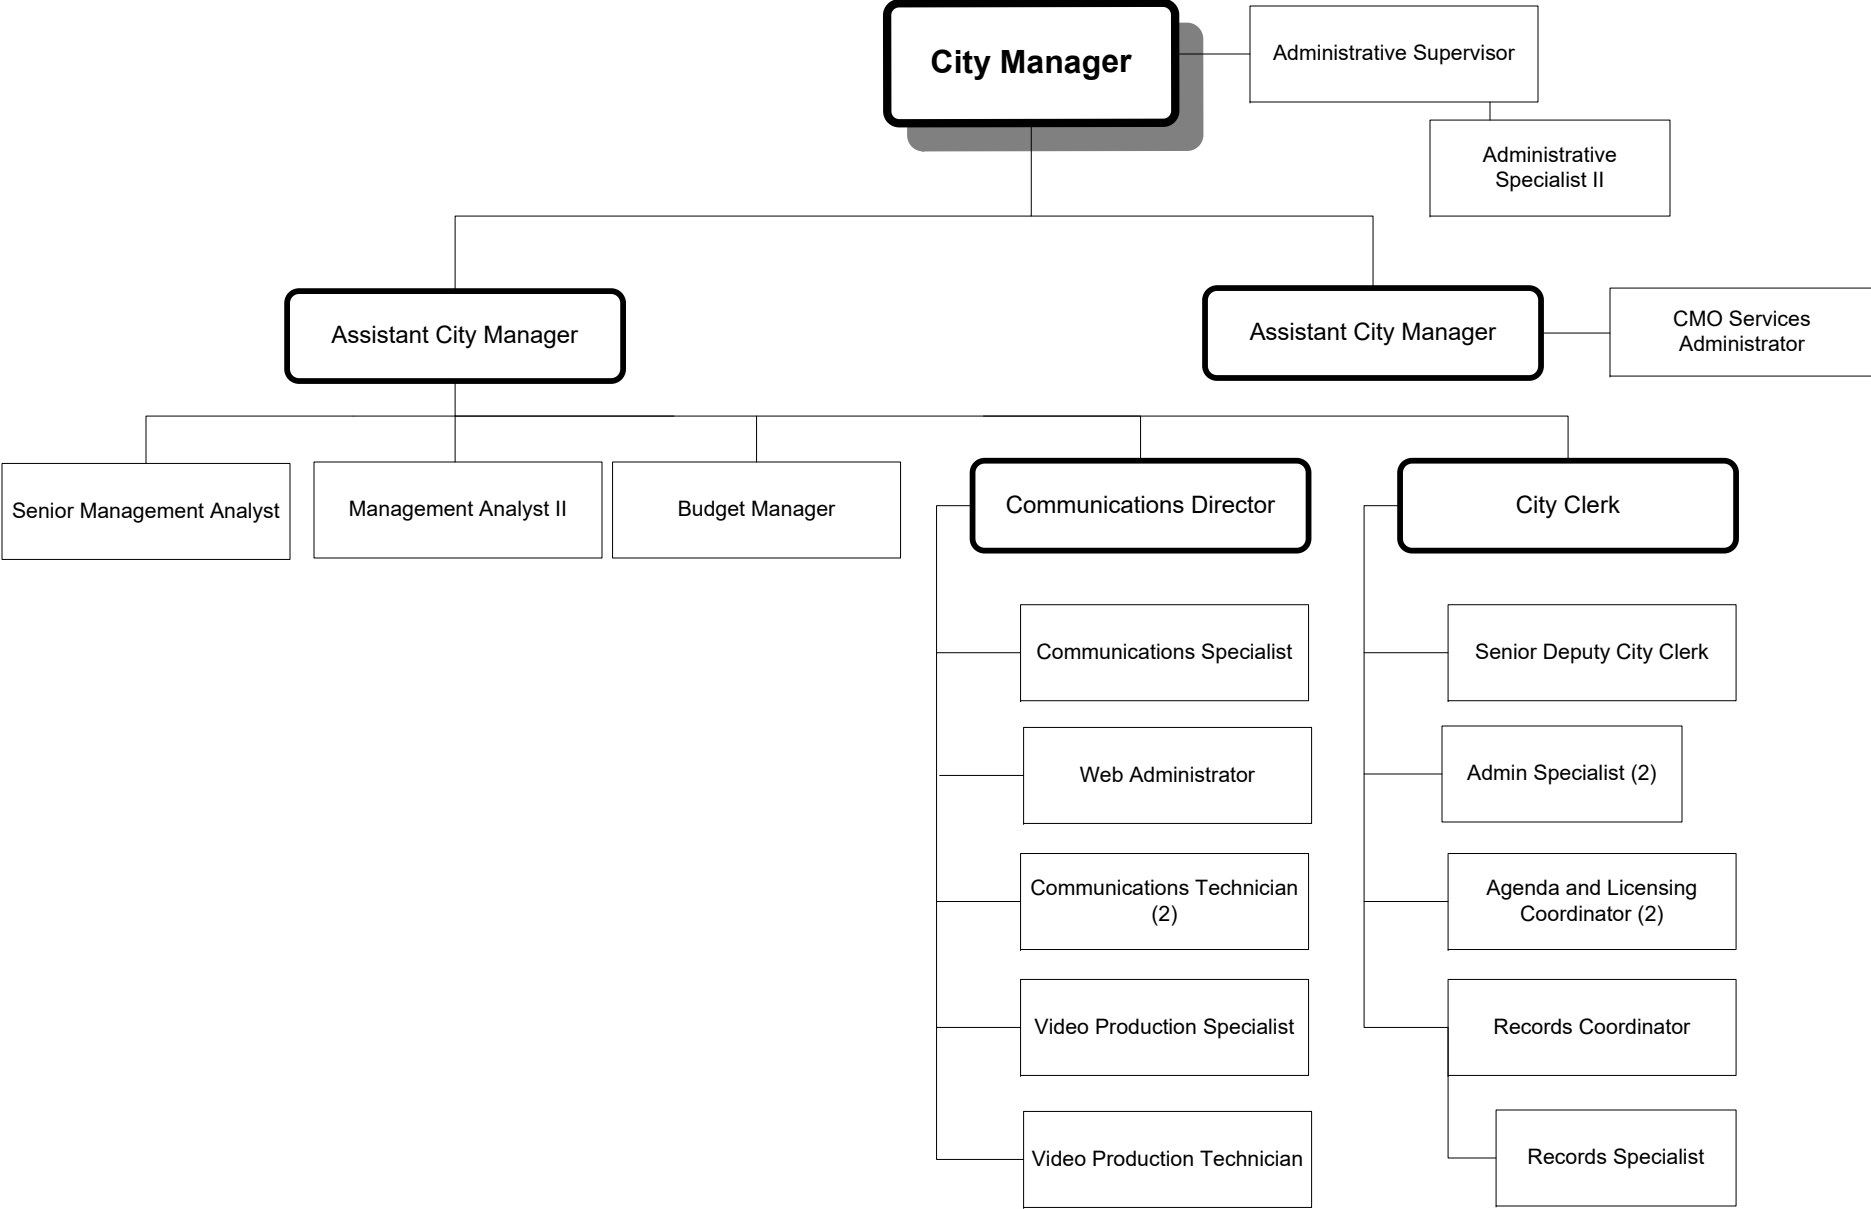 City Manager
Administrative Supervisor
Administrative
Specialist II
Assistant City Manager
Assistant City Manager
CMO Services
Administrator
Senior Management Analyst
Management Analyst II
Budget Manager
Communications Director
City Clerk
Communications Specialist
Senior Deputy City Clerk
Web Administrator
Admin Specialist (2)
Communications Technician
(2)
Agenda and Licensing
Coordinator (2)
Video Production Specialist
Records Coordinator
Video Production Technician
Records Specialist